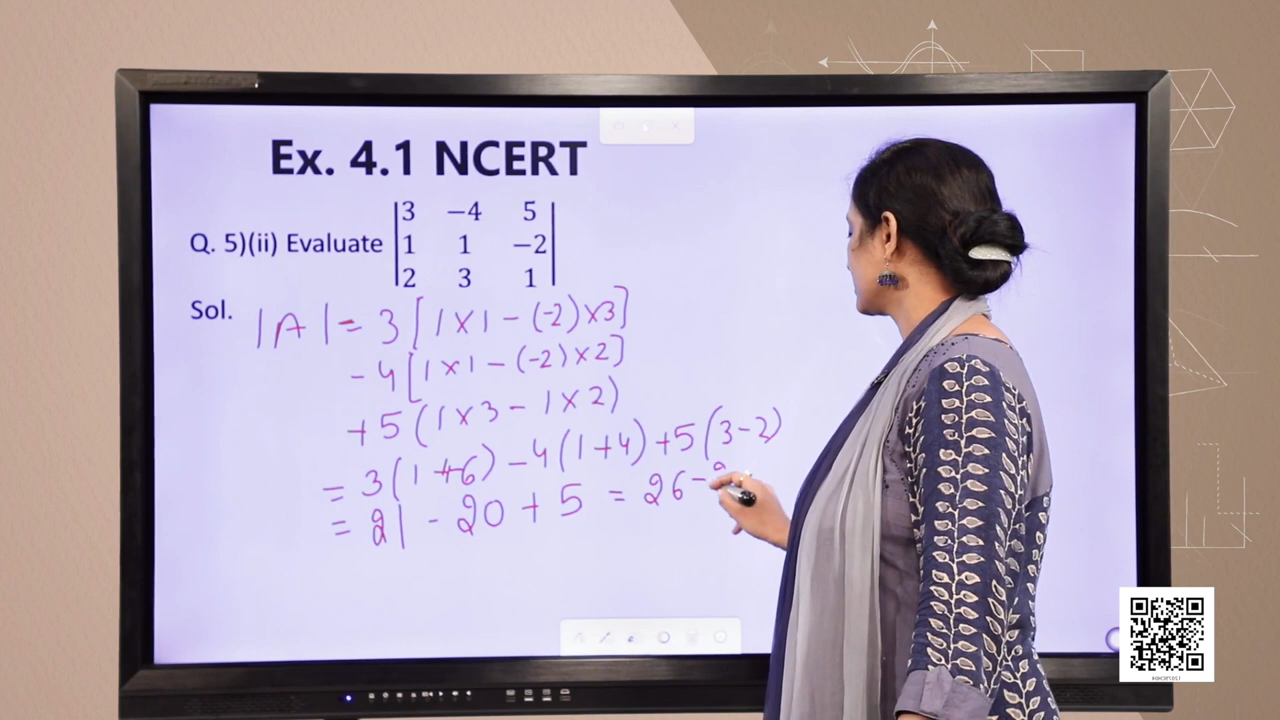 Ex. 4.1 NCERT
Q. 5)(ii) Evaluate |3 −4 5|
|1 1 −2|
|2 3 1|
Sol.
|A| = 3[1×1−(-2)×3]
- 4[1×1−(-2)×2]
+5(1×3−1×2)
= 3(1+6) −4(1+4)+5(3−2)
= 21 - 20 + 5 = 26 -